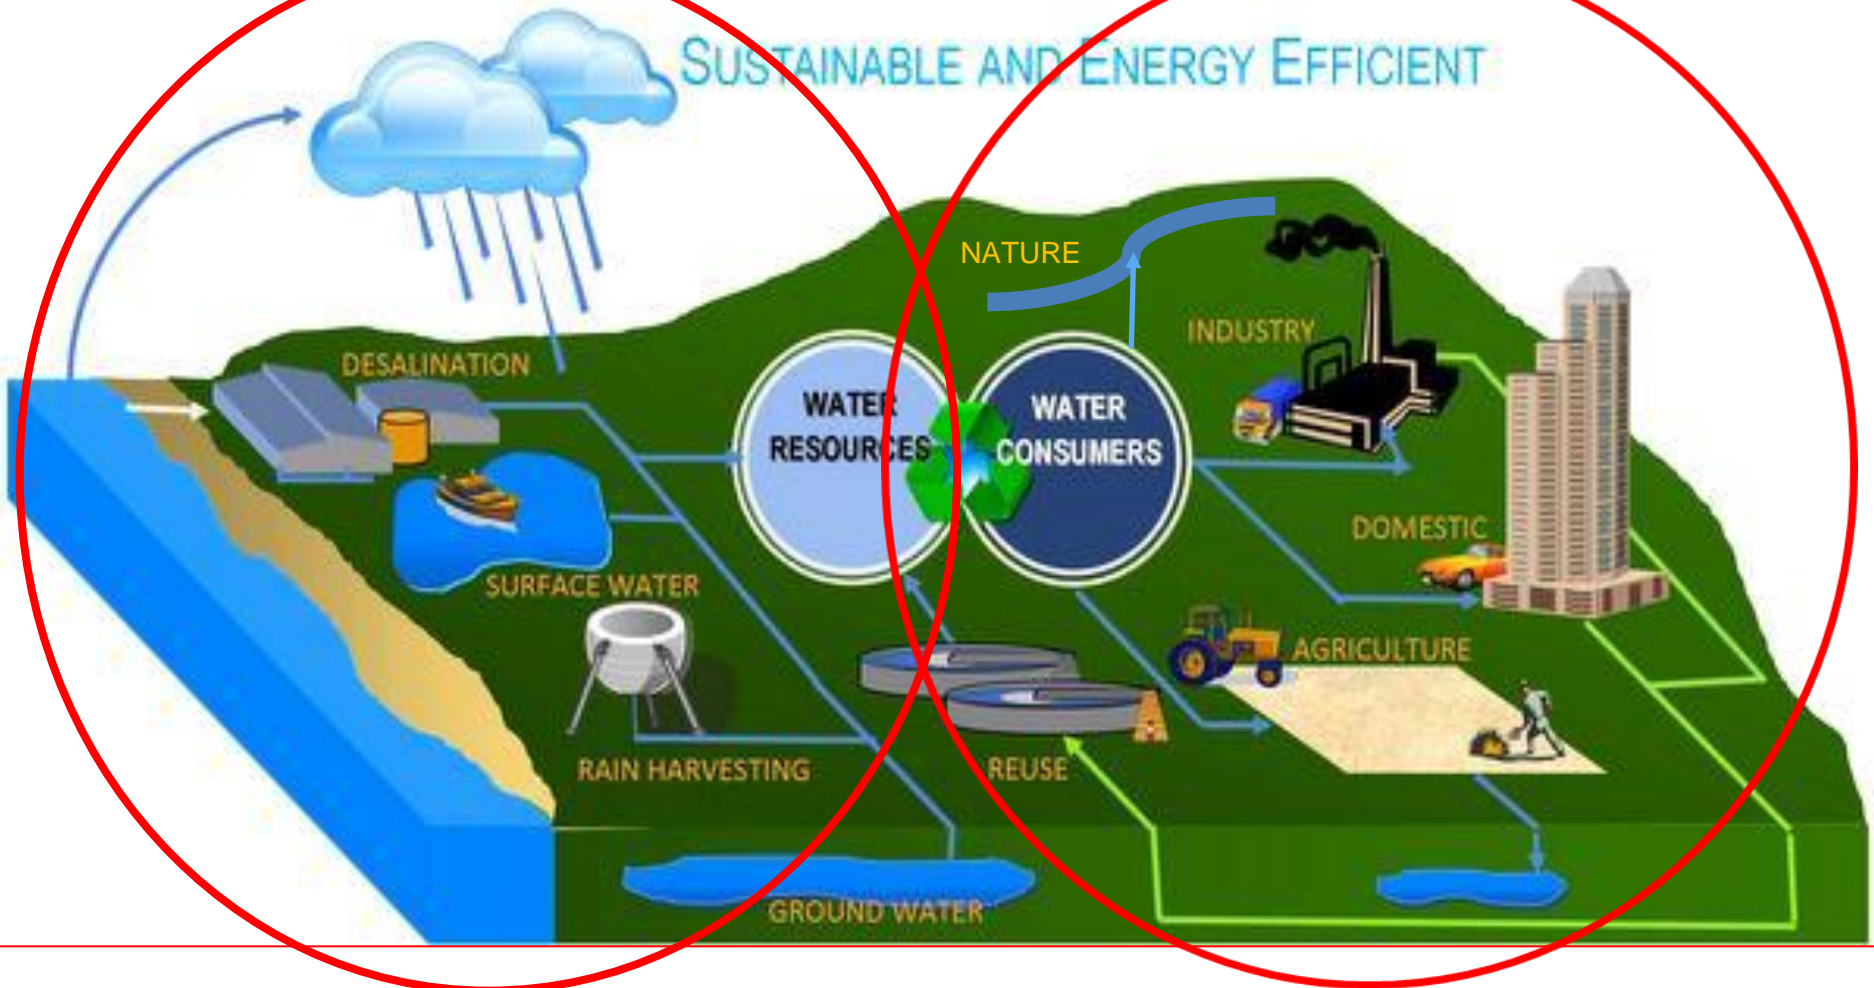 SUSTAINABLE AND ENERGY EFFICIENT
NATURE
INDUSTRY
DESALINATION
WATER
RESOURCES
WATER
CONSUMERS
DOMESTIC
SURFACE WATER
AGRICULTURE
RAIN HARVESTING
REUSE
GROUND WATER